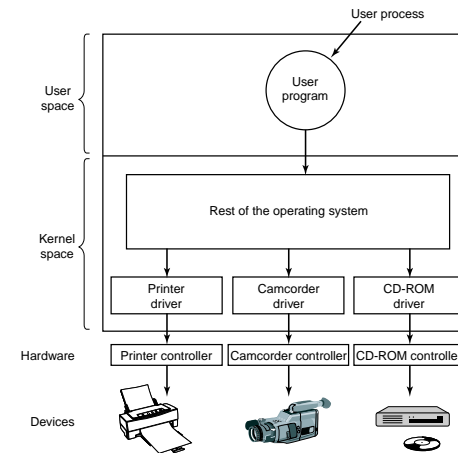 User process
User
space
User
program
Rest of the operating system
Kernel
space
Printer
driver
Camcorder
driver
CD-ROM
driver
Hardware
Printer controller
Camcorder controller
CD-ROM controlle
Devices